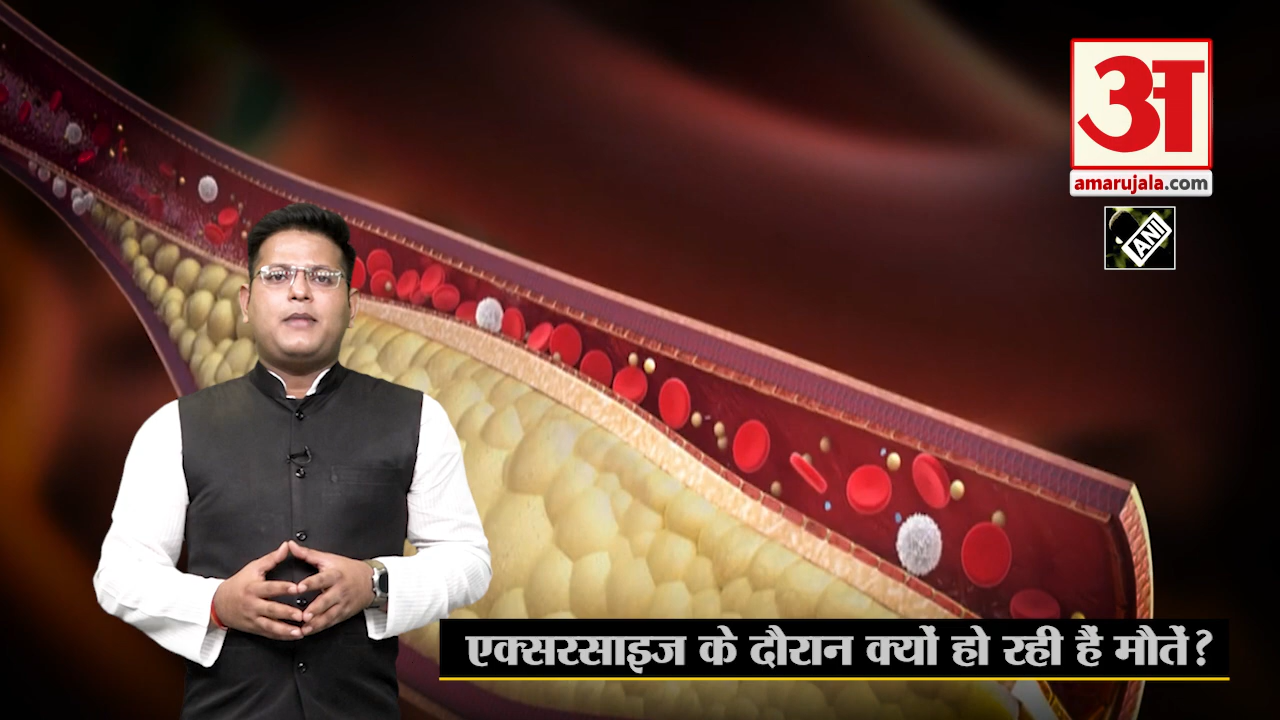 अ
amarujala.com
ANI
एक्सरसाइज के दौरान क्यों हो रही हैं मौतें?